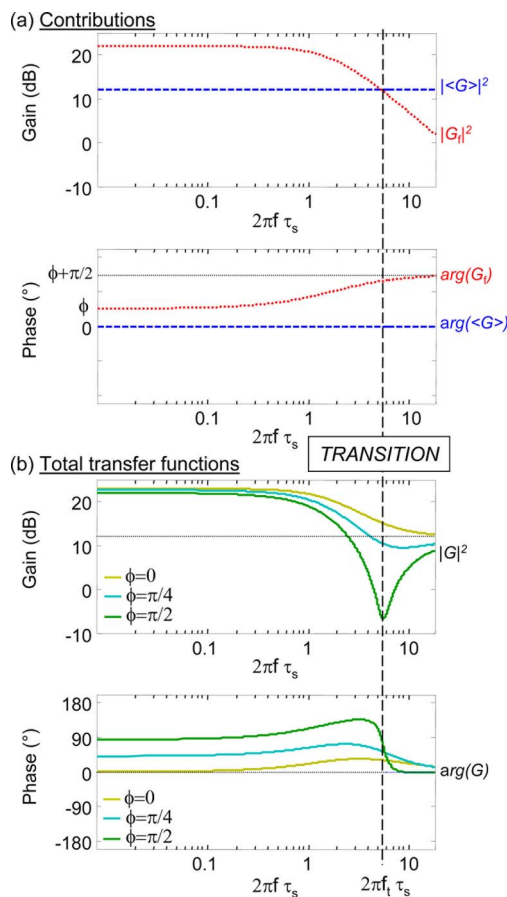 (a) Contributions
Gain (dB)
20
10
0
-10
|<G>|²
|G_f|²
0.1
1
10
2πf τ_s
Phase (°)
ϕ+π/2
ϕ
0
arg(G_f)
arg(<G>)
0.1
1
10
2πf τ_s
TRANSITION
(b) Total transfer functions
Gain (dB)
20
10
0
-10
ϕ=0
ϕ=π/4
ϕ=π/2
|G|²
0.1
1
10
2πf τ_s
Phase (°)
180
90
0
-90
-180
ϕ=0
ϕ=π/4
ϕ=π/2
arg(G)
0.1
1
10
2πf τ_s
2πf_t τ_s